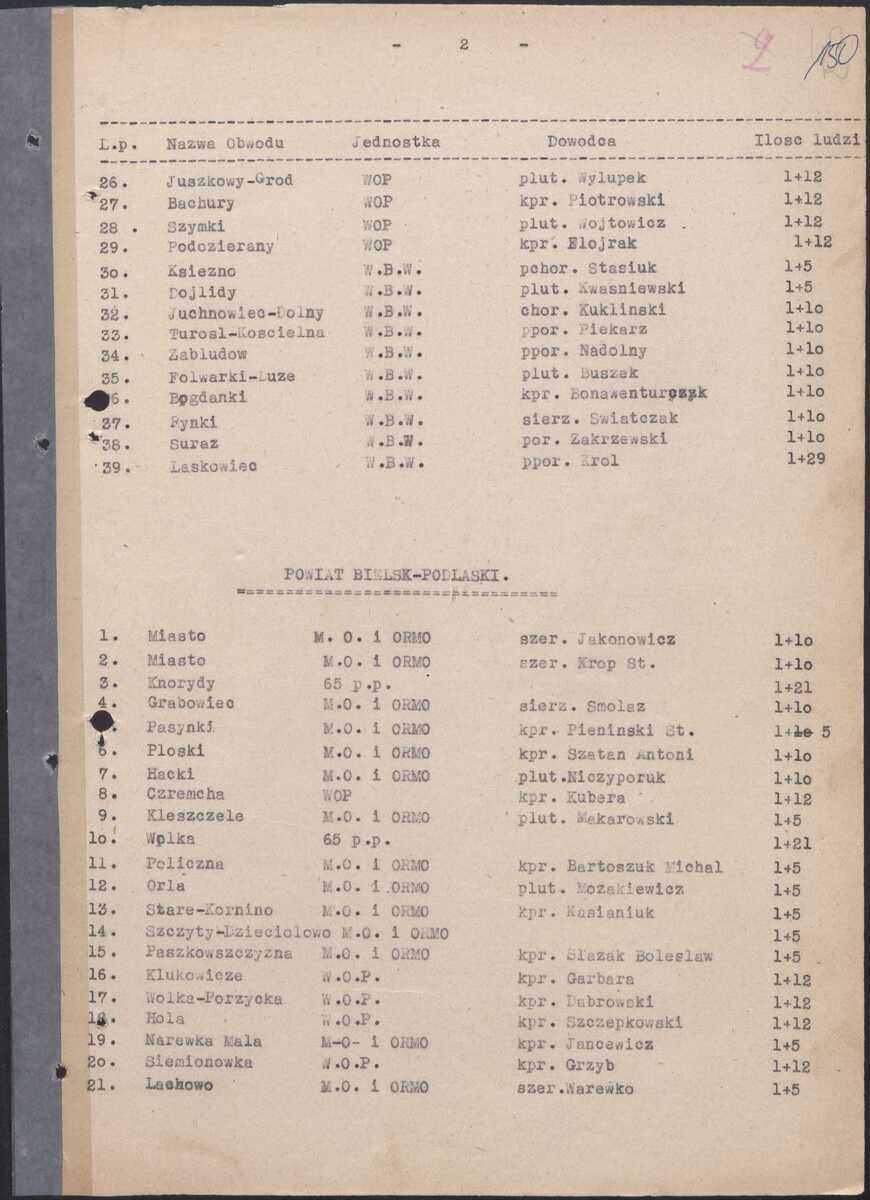 - 2 -
2 150
L.p. Nazwa Obwodu Jednostka Dowodca Ilosc ludzi
26. Juszkowy-Grod WOP plut. Wylupek 1+12
27. Bachury WOP kpr. Piotrowski 1+12
28 . Szymki WOP plut. Wojtowicz 1+12
29. Podozierany WOP kpr. Flojrak 1+12
3o. Ksiezno W.B.W. pchor. Stasiuk 1+5
31. Dojlidy W.B.W. plut. Kwasniewski 1+5
32. Juchnowiec-Dolny W.B.W. chor. Kuklinski 1+1o
33. Turosl-Koscielna W.B.W. ppor. Piekarz 1+1o
34. Zabludow W.B.W. ppor. Nadolny 1+1o
35. Folwarki-Duze W.B.W. plut. Buszek 1+1o
6. Bogdanki W.B.W. kpr. Bonawenturczyk 1+1o
37. Rynki W.B.W. sierz. Swiatczak 1+1o
38. Suraz W.B.W. por. Zakrzewski 1+1o
39. Laskowiec W.B.W. ppor. Krol 1+29
POWIAT BIELSK-PODLASKI.
1. Miasto M. O. i ORMO szer. Jakonowicz 1+1o
2. Miasto M.O. i ORMO szer. Krop St. 1+1o
3. Knorydy 65 p.p. 1+21
4. Grabowiec M.O. i ORMO sierz. Smolaz 1+1o
. Pasynki M.O. i ORMO kpr. Pieninski St. 1+1o 5
6. Ploski M.O. i ORMO kpr. Szatan Antoni 1+1o
7. Hacki M.O. i ORMO plut.Niczyporuk 1+1o
8. Czremcha WOP kpr. Kubera 1+12
9. Kleszczele M.O. i ORMO plut. Makarowski 1+5
1o. Wolka 65 p.p. 1+21
11. Policzna M.O. i ORMO kpr. Bartoszuk Michal 1+5
12. Orla M.O. i ORMO plut. Mozakiewicz 1+5
13. Stare-Kornino M.O. i ORMO kpr. Kasianiuk 1+5
14. Szczyty-Dzieciolowo M.O. i ORMO 1+5
15. Paszkowszczyzna M.O. i ORMO kpr. Slazak Boleslaw 1+5
16. Klukowicze W.O.P. kpr. Garbara 1+12
17. Wolka-Porzycka W.O.P. kpr. Dabrowski 1+12
18. Hola W.O.P. kpr. Szczepkowski 1+12
19. Narewka Mala M-O- i ORMO kpr. Jancewicz 1+5
2o. Siemionowka W.O.P. kpr. Grzyb 1+12
21. Lachowo M.O. i ORMO szer.Warewko 1+5